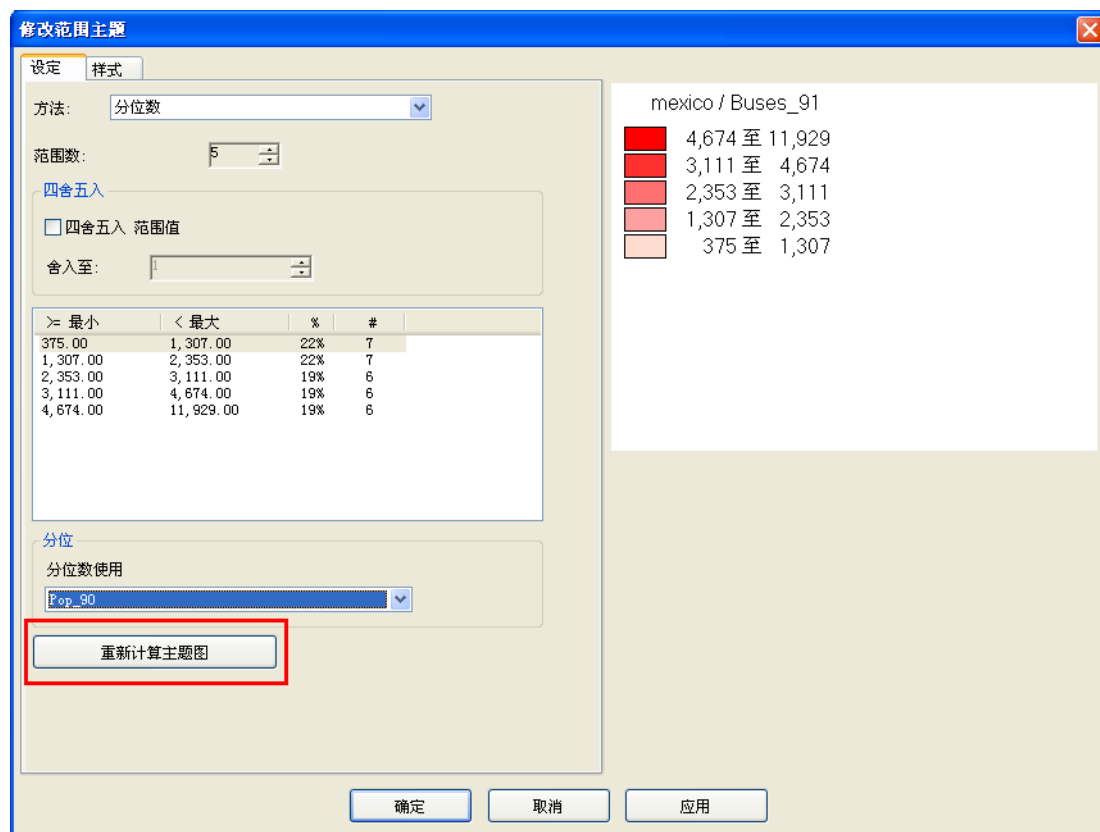 修改范围主题
设定 样式
方法: 分位数
范围数: 5
四舍五入
四舍五入 范围值
舍入至: 1
>= 最小 < 最大 % #
375.00 1,307.00 22% 7
1,307.00 2,353.00 22% 7
2,353.00 3,111.00 19% 6
3,111.00 4,674.00 19% 6
4,674.00 11,929.00 19% 6
分位
分位数使用
Pop_90
重新计算主题图
mexico / Buses_91
4,674 至 11,929
3,111 至 4,674
2,353 至 3,111
1,307 至 2,353
375 至 1,307
确定 取消 应用